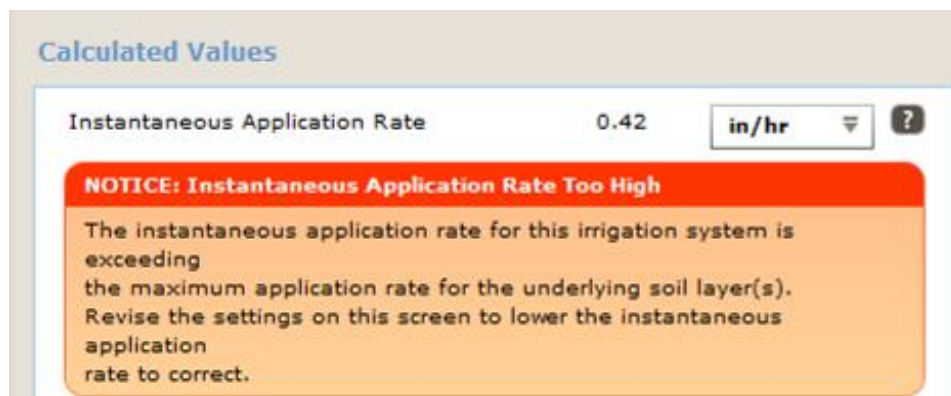 Calculated Values
Instantaneous Application Rate 0.42 in/hr ?
NOTICE: Instantaneous Application Rate Too High
The instantaneous application rate for this irrigation system is
exceeding
the maximum application rate for the underlying soil layer(s).
Revise the settings on this screen to lower the instantaneous
application
rate to correct.